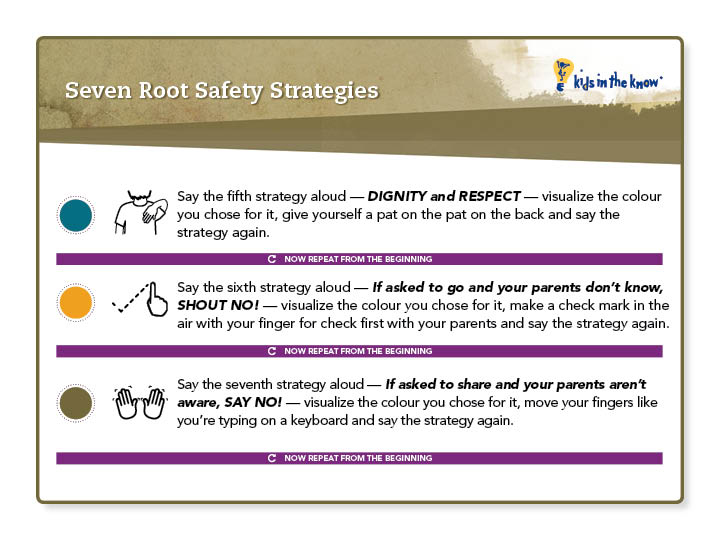 Seven Root Safety Strategies
kids in the know
Say the fifth strategy aloud — DIGNITY and RESPECT — visualize the colour
you chose for it, give yourself a pat on the pat on the back and say the
strategy again.
NOW REPEAT FROM THE BEGINNING
Say the sixth strategy aloud — If asked to go and your parents don't know,
SHOUT NO! — visualize the colour you chose for it, make a check mark in the
air with your finger for check first with your parents and say the strategy again.
NOW REPEAT FROM THE BEGINNING
Say the seventh strategy aloud — If asked to share and your parents aren't
aware, SAY NO! — visualize the colour you chose for it, move your fingers like
you're typing on a keyboard and say the strategy again.
NOW REPEAT FROM THE BEGINNING